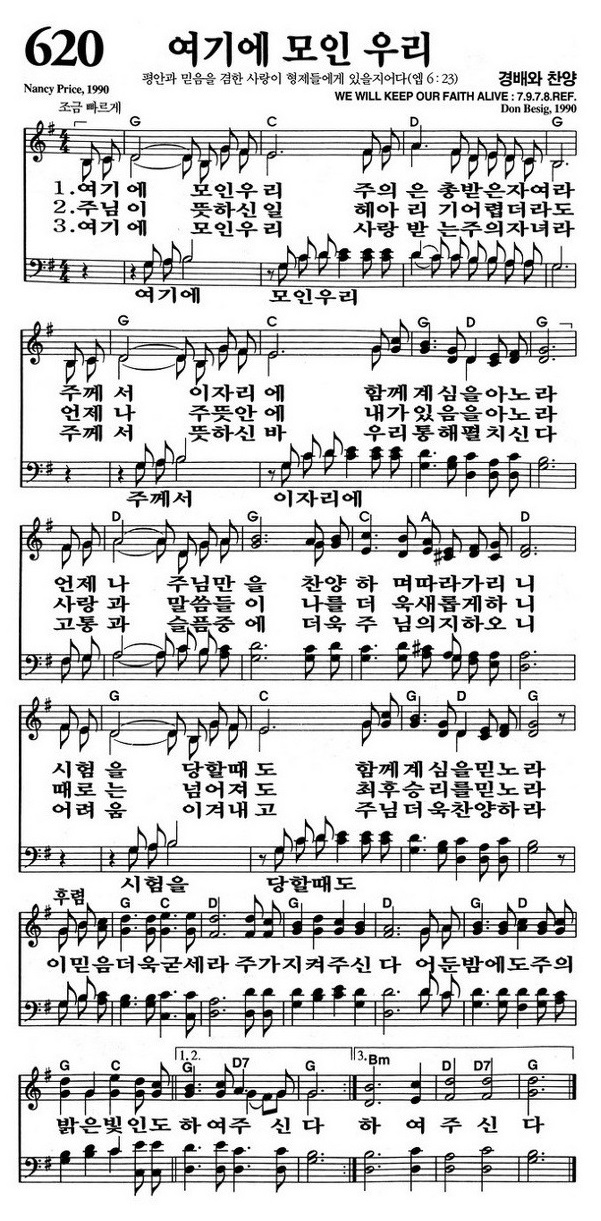 620 여기에 모인 우리
평안과 믿음을 겸한 사랑이 형제들에게 있을지어다(엡 6 : 23)
경배와 찬양
Nancy Price, 1990
WE WILL KEEP OUR FAITH ALIVE : 7.9.7.8.REF.
조금 빠르게
Don Besig, 1990
G C D G
1.여기에 모인우리 주의 은 총받은자여라
2.주님이 뜻하신일 헤아리 기어렵더라도
3.여기에 모인우리 사랑받 는주의자녀라
여기에 모인우리
G C G D G
주께서 이자리에 함께계심을아노라
언제나 주뜻안에 내가있음을아노라
주께서 뜻하신바 우리통해펼치신다
주께서 이자리에
D G C A D
언제나 주님만을 찬양하 며따라가리니
사랑과 말씀들이 나를더 욱새롭게하니
고통과 슬픔중에 더욱주 님의지하오니
G C G D G
시험을 당할때도 함께계심을믿노라
때로는 넘어져도 최후승리를믿노라
어려움 이겨내고 주님더욱찬양하라
시험을 당할때도
후렴
G C D G D G
이믿음더욱굳세라 주가지켜주신다 어둔밤에도주의
G C 1. 2. G D7 G 3. Bm D D7 G
밝은빛인도하여주 신다 하여주신다